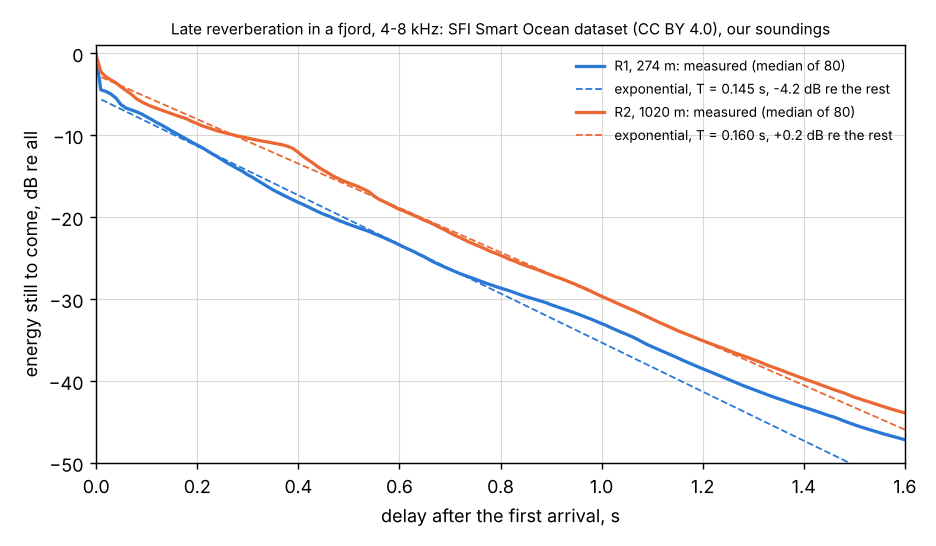 Late reverberation in a fjord, 4-8 kHz: SFI Smart Ocean dataset (CC BY 4.0), our soundings
R1, 274 m: measured (median of 80)
exponential, T = 0.145 s, -4.2 dB re the rest
R2, 1020 m: measured (median of 80)
exponential, T = 0.160 s, +0.2 dB re the rest
energy still to come, dB re all
0
−10
−20
−30
−40
−50
0.0 0.2 0.4 0.6 0.8 1.0 1.2 1.4 1.6
delay after the first arrival, s